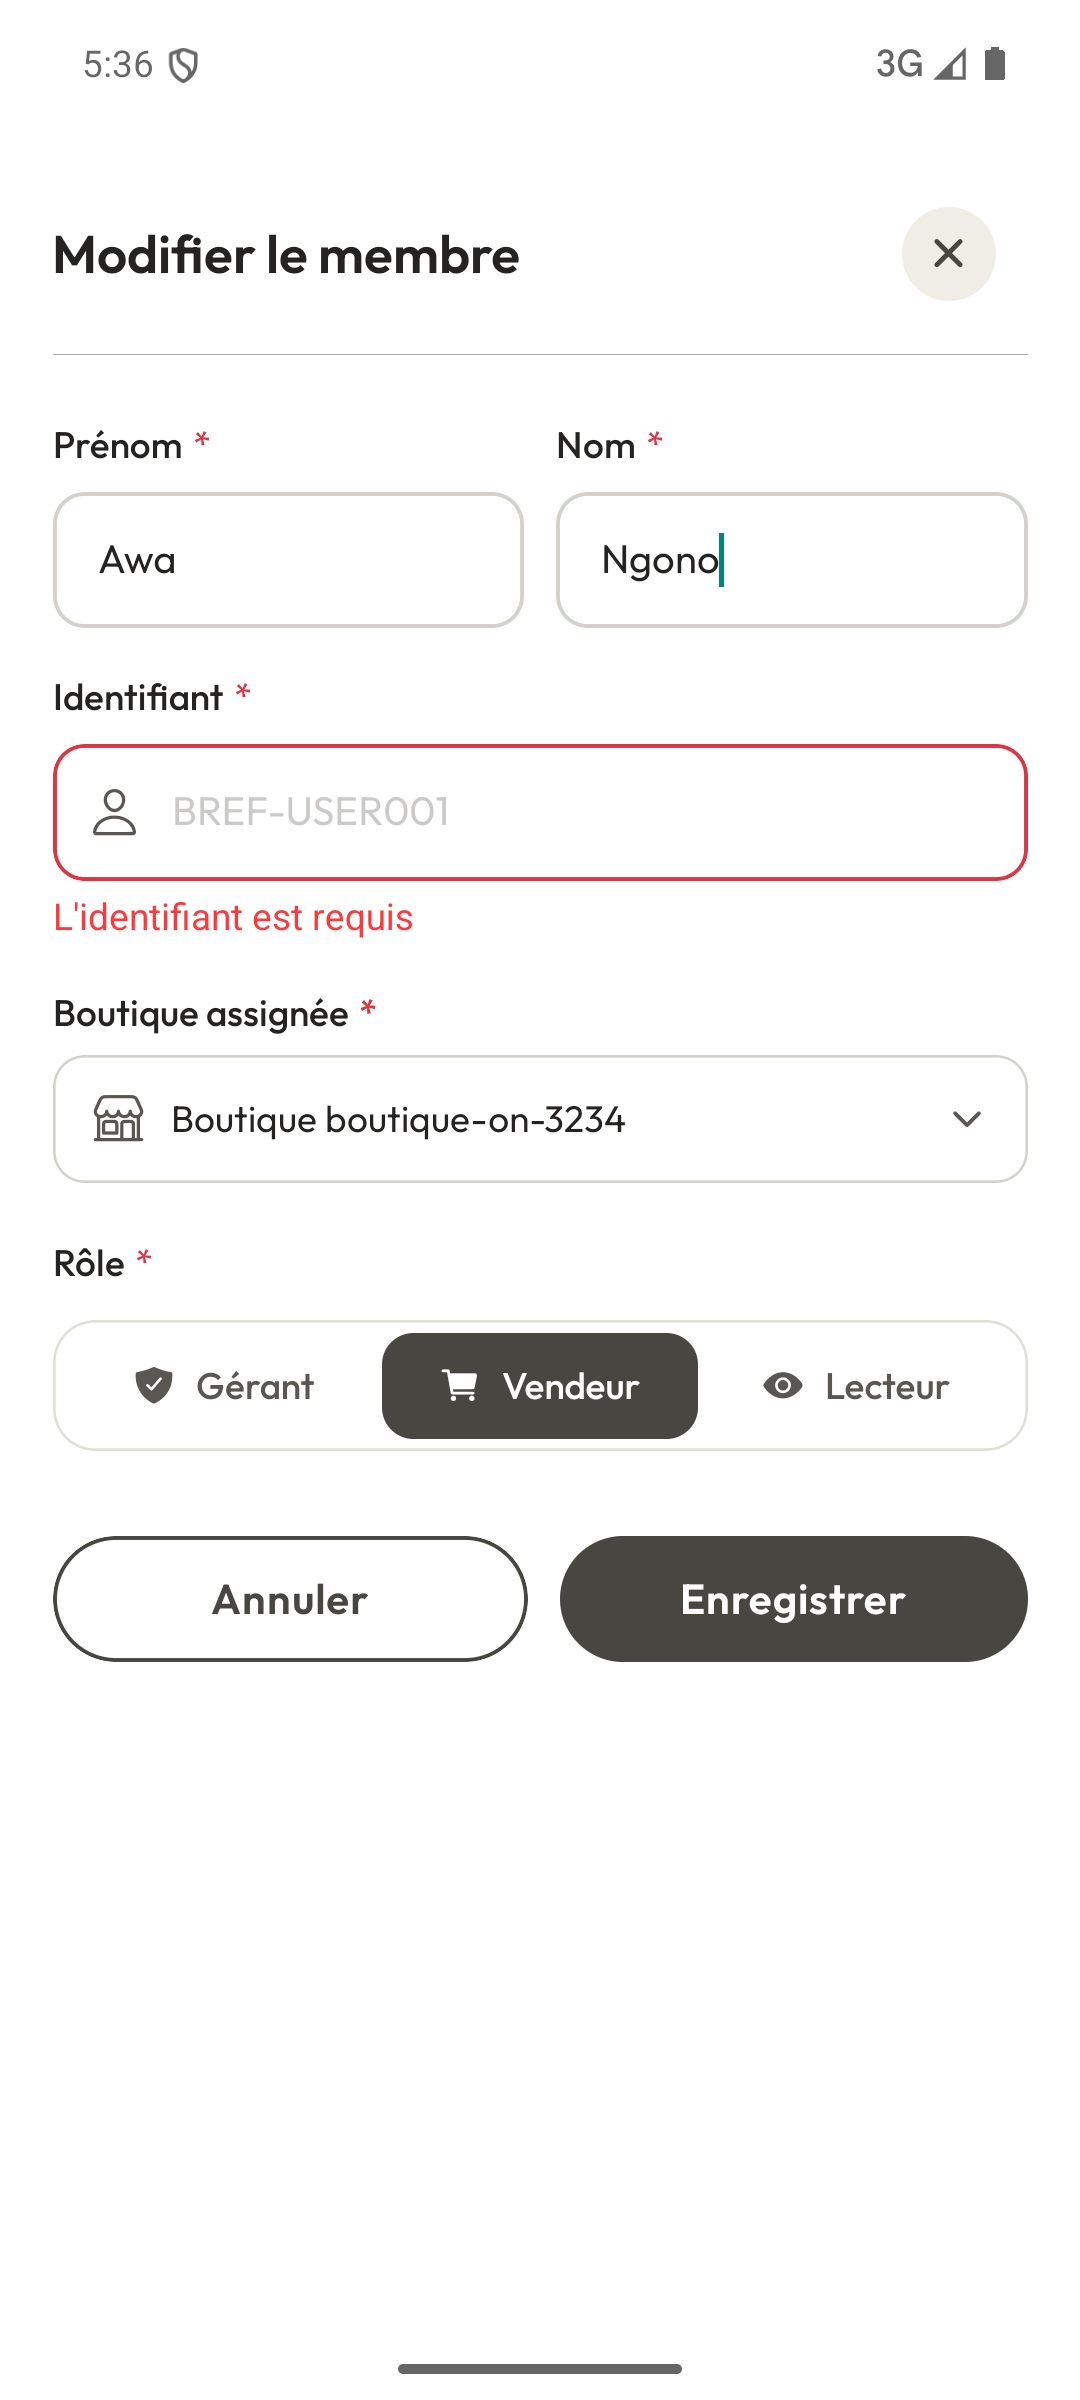 5:36
3G
Modifier le membre
Prénom *
Nom *
Awa
Ngono
Identifiant *
BREF-USER001
L'identifiant est requis
Boutique assignée *
Boutique boutique-on-3234
Rôle *
Gérant
Vendeur
Lecteur
Annuler
Enregistrer